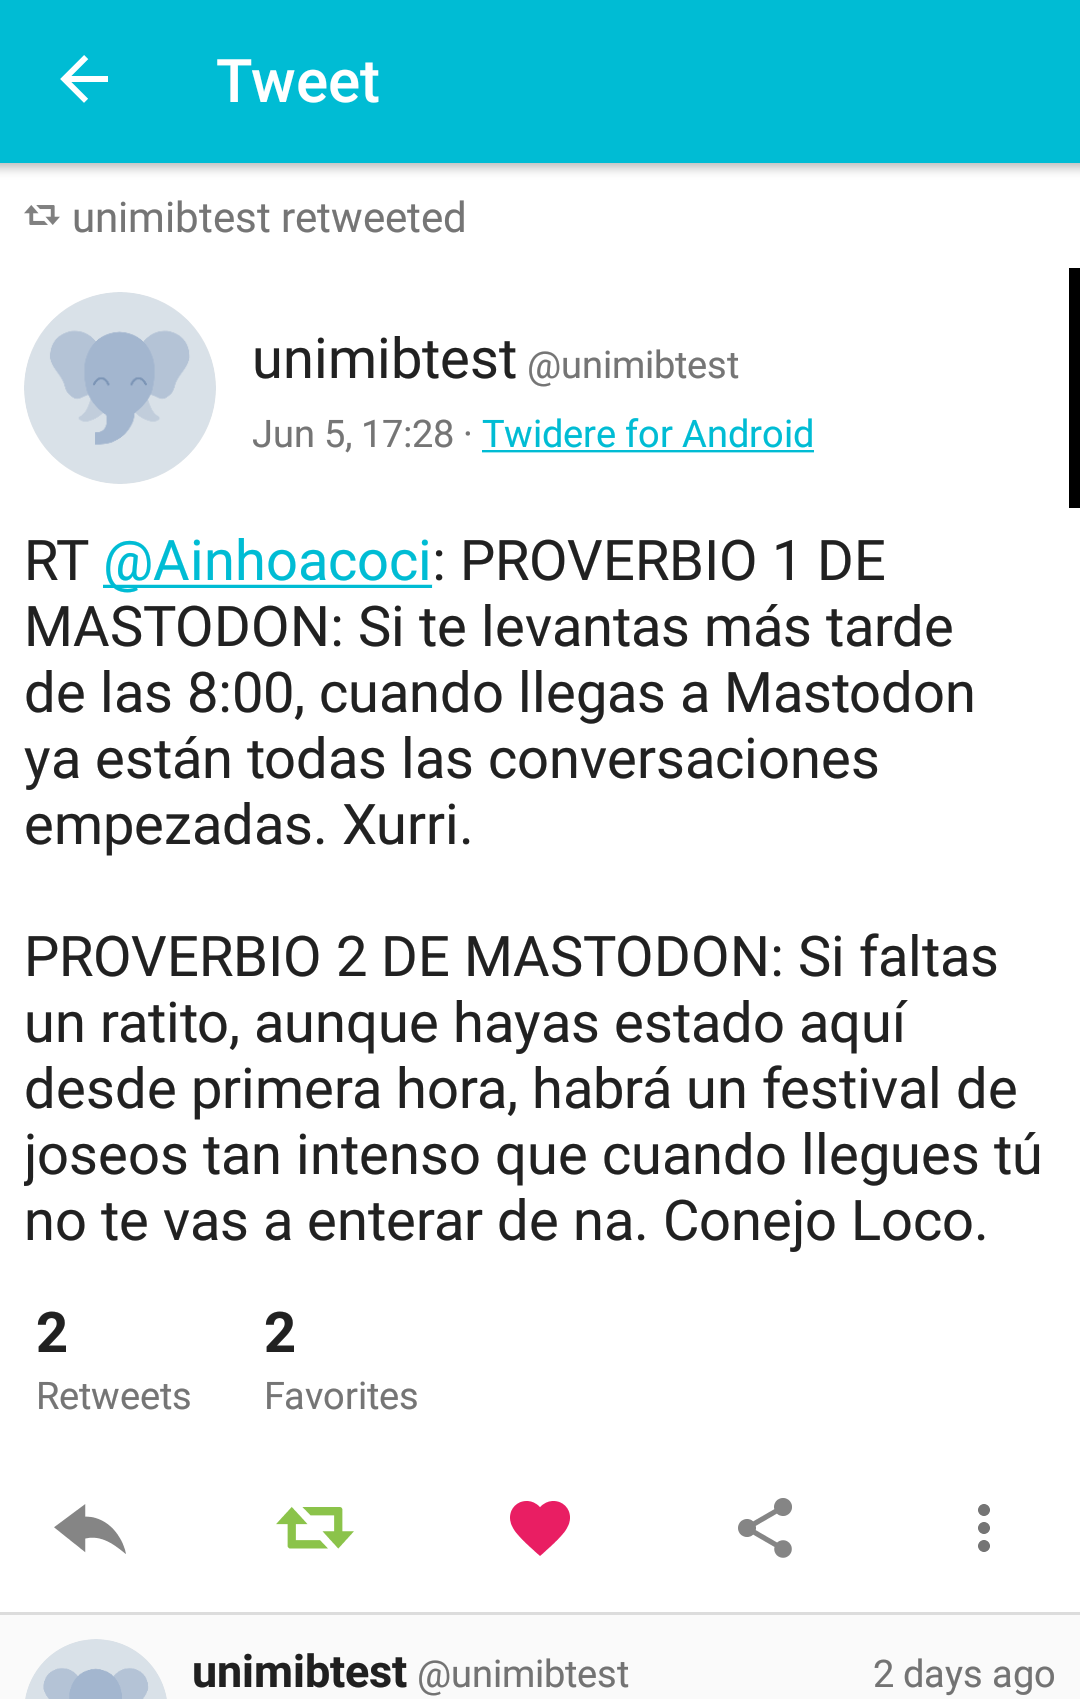 Tweet
unimibtest retweeted
unimibtest @unimibtest
Jun 5, 17:28 · Twidere for Android
RT @Ainhoacoci: PROVERBIO 1 DE
MASTODON: Si te levantas más tarde
de las 8:00, cuando llegas a Mastodon
ya están todas las conversaciones
empezadas. Xurri.
PROVERBIO 2 DE MASTODON: Si faltas
un ratito, aunque hayas estado aquí
desde primera hora, habrá un festival de
joseos tan intenso que cuando llegues tú
no te vas a enterar de na. Conejo Loco.
2 2
Retweets Favorites
unimibtest @unimibtest 2 days ago